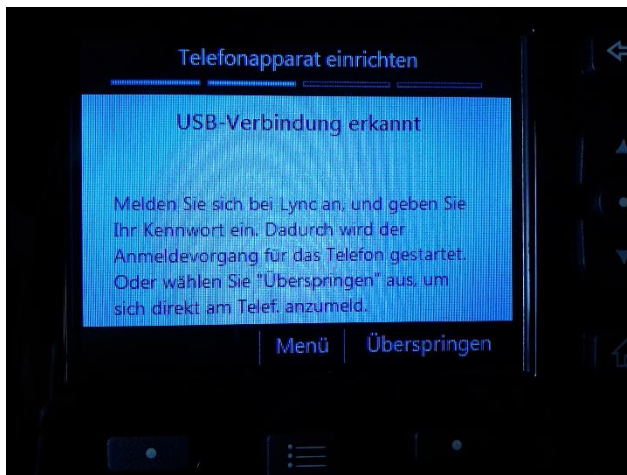 Telefonapparat einrichten
USB-Verbindung erkannt
Melden Sie sich bei Lync an, und geben Sie
Ihr Kennwort ein. Dadurch wird der
Anmeldevorgang für das Telefon gestartet.
Oder wählen Sie "Überspringen" aus, um
sich direkt am Telef. anzumeld.
Menü Überspringen